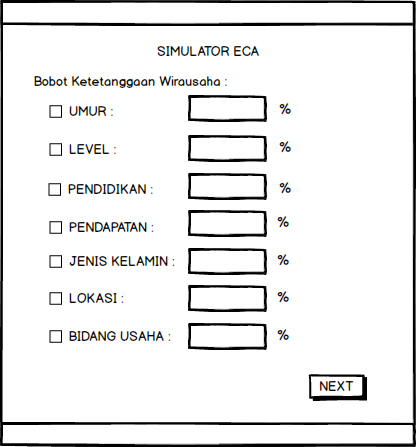 SIMULATOR ECA
Bobot Ketetanggaan Wirausaha :
UMUR : %
LEVEL : %
PENDIDIKAN : %
PENDAPATAN : %
JENIS KELAMIN : %
LOKASI : %
BIDANG USAHA : %
NEXT